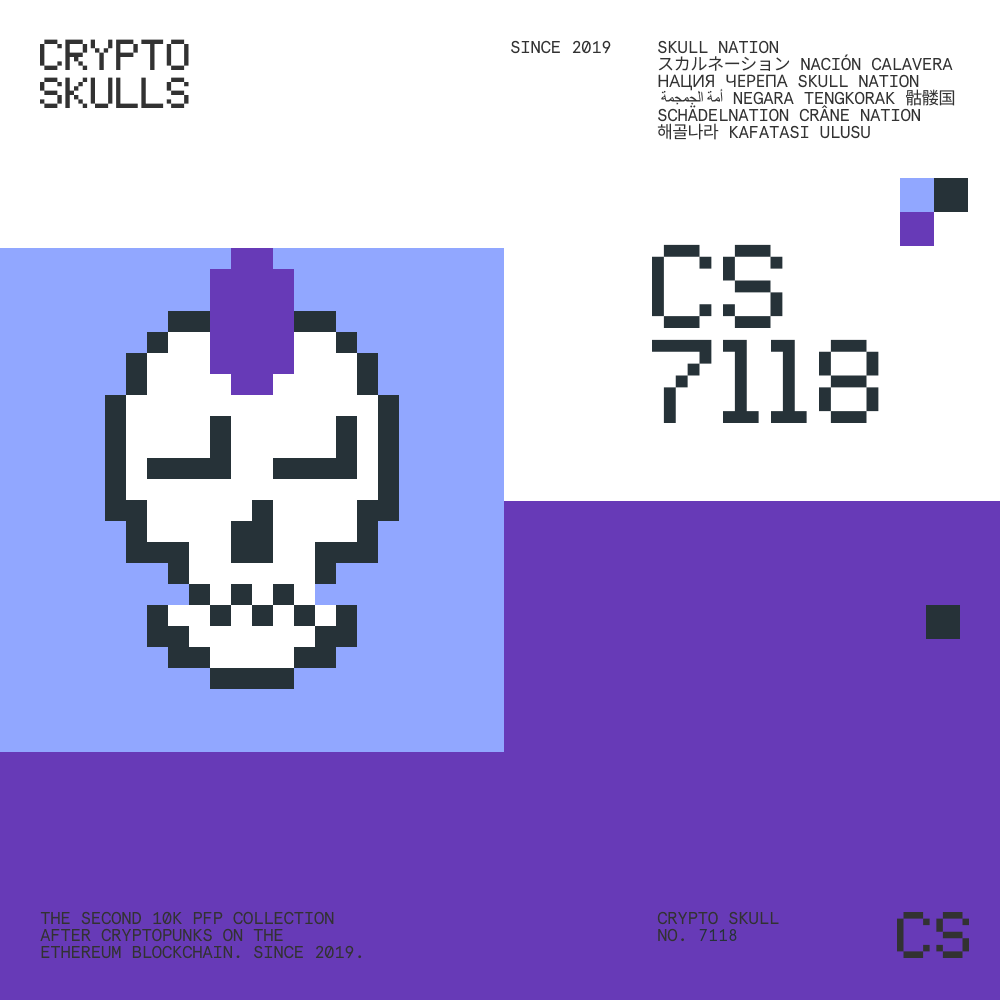 CRYPTO
SKULLS
SINCE 2019
SKULL NATION
スカルネーション NACIÓN CALAVERA
НАЦИЯ ЧЕРЕПА SKULL NATION
أمة الجمجمة NEGARA TENGKORAK 骷髅国
SCHÄDELNATION CRÂNE NATION
해골나라 KAFATASI ULUSU
CS
7118
THE SECOND 10K PFP COLLECTION
AFTER CRYPTOPUNKS ON THE
ETHEREUM BLOCKCHAIN. SINCE 2019.
CRYPTO SKULL
NO. 7118
CS